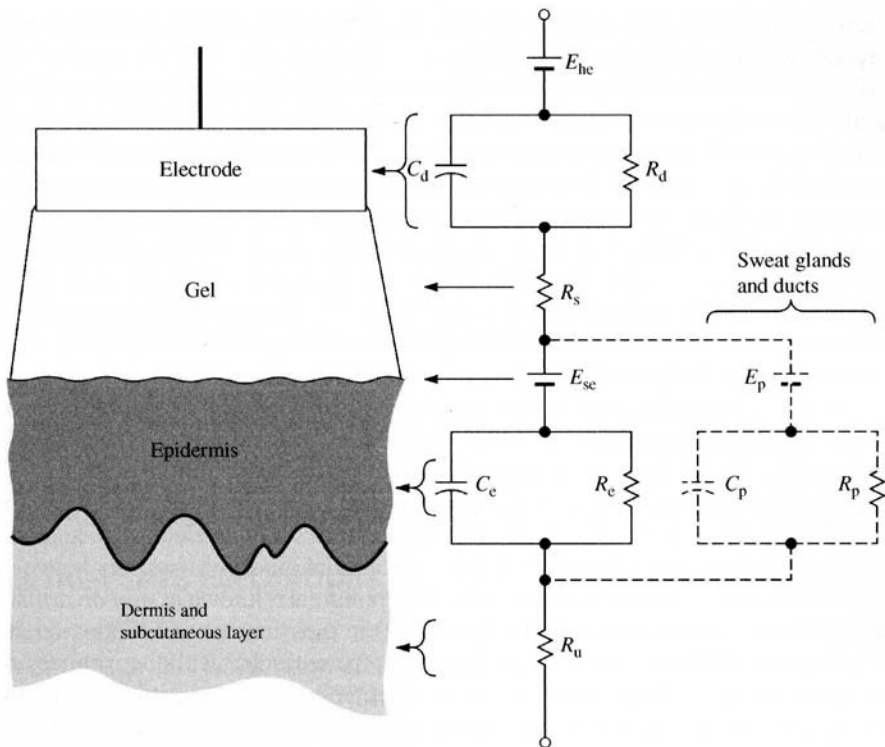 E_he
Electrode
C_d
R_d
Gel
R_s
Sweat glands
and ducts
E_se
E_p
Epidermis
C_e
R_e
C_p
R_p
Dermis and
subcutaneous layer
R_u